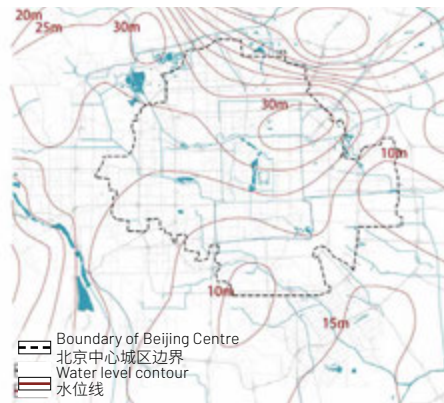 20m
25m
30m
30m
10m
10m
15m
Boundary of Beijing Centre
北京中心城区边界
Water level contour
水位线